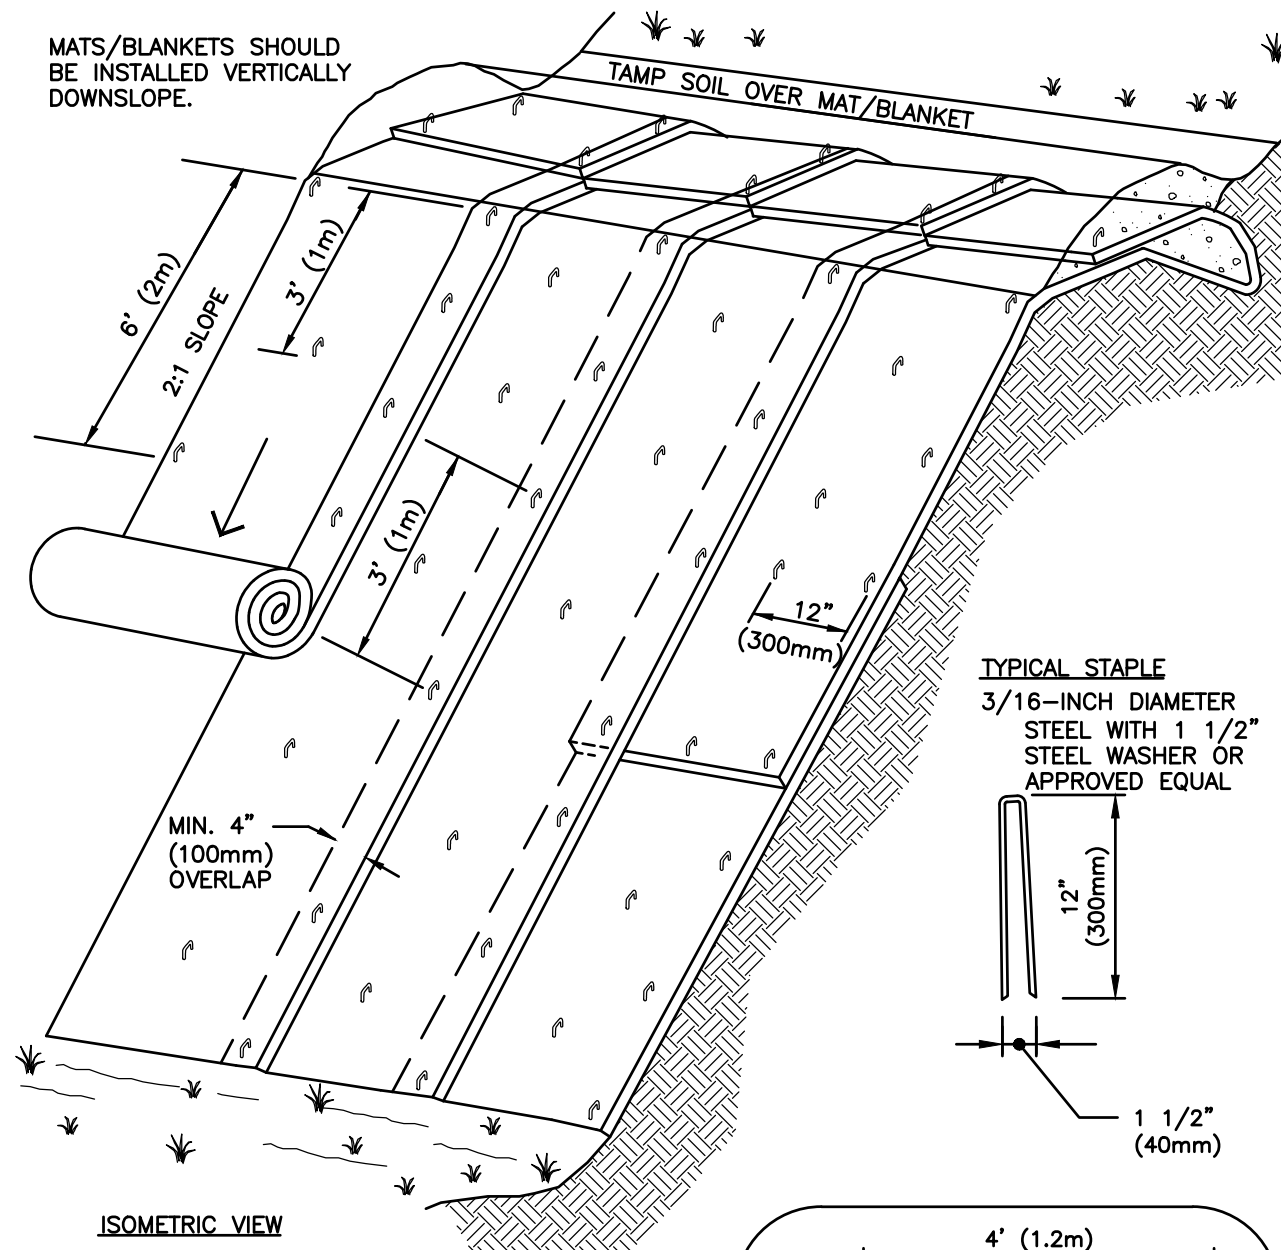 MATS/BLANKETS SHOULD
BE INSTALLED VERTICALLY
DOWNSLOPE.
TAMP SOIL OVER MAT/BLANKET
6' (2m)
3' (1m)
2:1 SLOPE
3' (1m)
12"
(300mm)
MIN. 4"
(100mm)
OVERLAP
TYPICAL STAPLE
3/16-INCH DIAMETER
STEEL WITH 1 1/2"
STEEL WASHER OR
APPROVED EQUAL
12"
(300mm)
1 1/2"
(40mm)
ISOMETRIC VIEW
4' (1.2m)